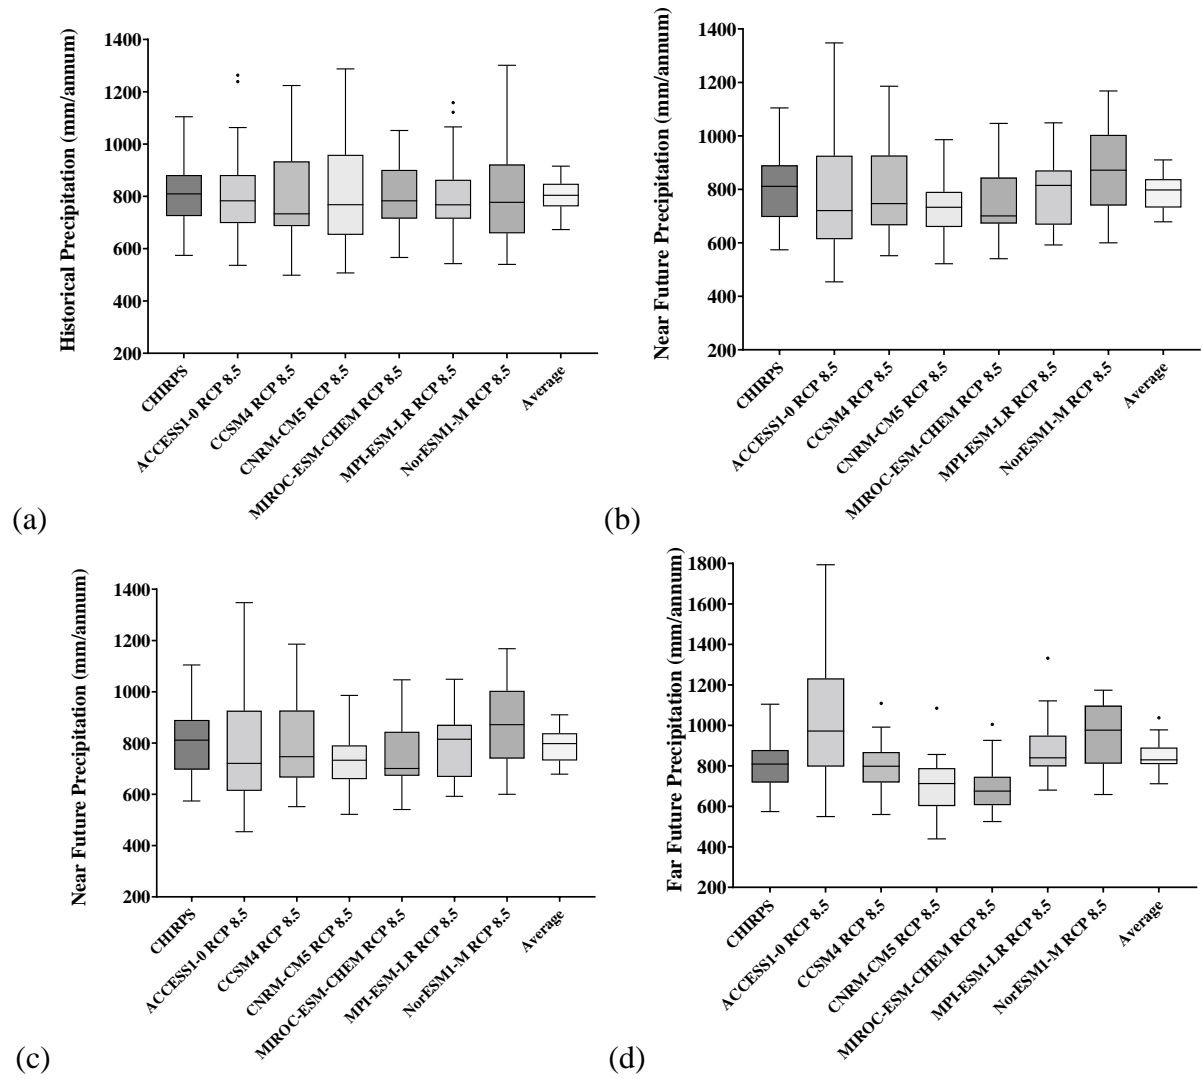 Historical Precipitation (mm/annum)
1400
1200
1000
800
600
400
200
CHIRPS
ACCESS1-0 RCP 8.5
CCSM4 RCP 8.5
CNRM-CM5 RCP 8.5
MIROC-ESM-CHEM RCP 8.5
MPI-ESM-LR RCP 8.5
NorESM1-M RCP 8.5
Average
(a)
Near Future Precipitation (mm/annum)
1400
1200
1000
800
600
400
200
CHIRPS
ACCESS1-0 RCP 8.5
CCSM4 RCP 8.5
CNRM-CM5 RCP 8.5
MIROC-ESM-CHEM RCP 8.5
MPI-ESM-LR RCP 8.5
NorESM1-M RCP 8.5
Average
(b)
Near Future Precipitation (mm/annum)
1400
1200
1000
800
600
400
200
CHIRPS
ACCESS1-0 RCP 8.5
CCSM4 RCP 8.5
CNRM-CM5 RCP 8.5
MIROC-ESM-CHEM RCP 8.5
MPI-ESM-LR RCP 8.5
NorESM1-M RCP 8.5
Average
(c)
Far Future Precipitation (mm/annum)
1800
1600
1400
1200
1000
800
600
400
200
CHIRPS
ACCESS1-0 RCP 8.5
CCSM4 RCP 8.5
CNRM-CM5 RCP 8.5
MIROC-ESM-CHEM RCP 8.5
MPI-ESM-LR RCP 8.5
NorESM1-M RCP 8.5
Average
(d)